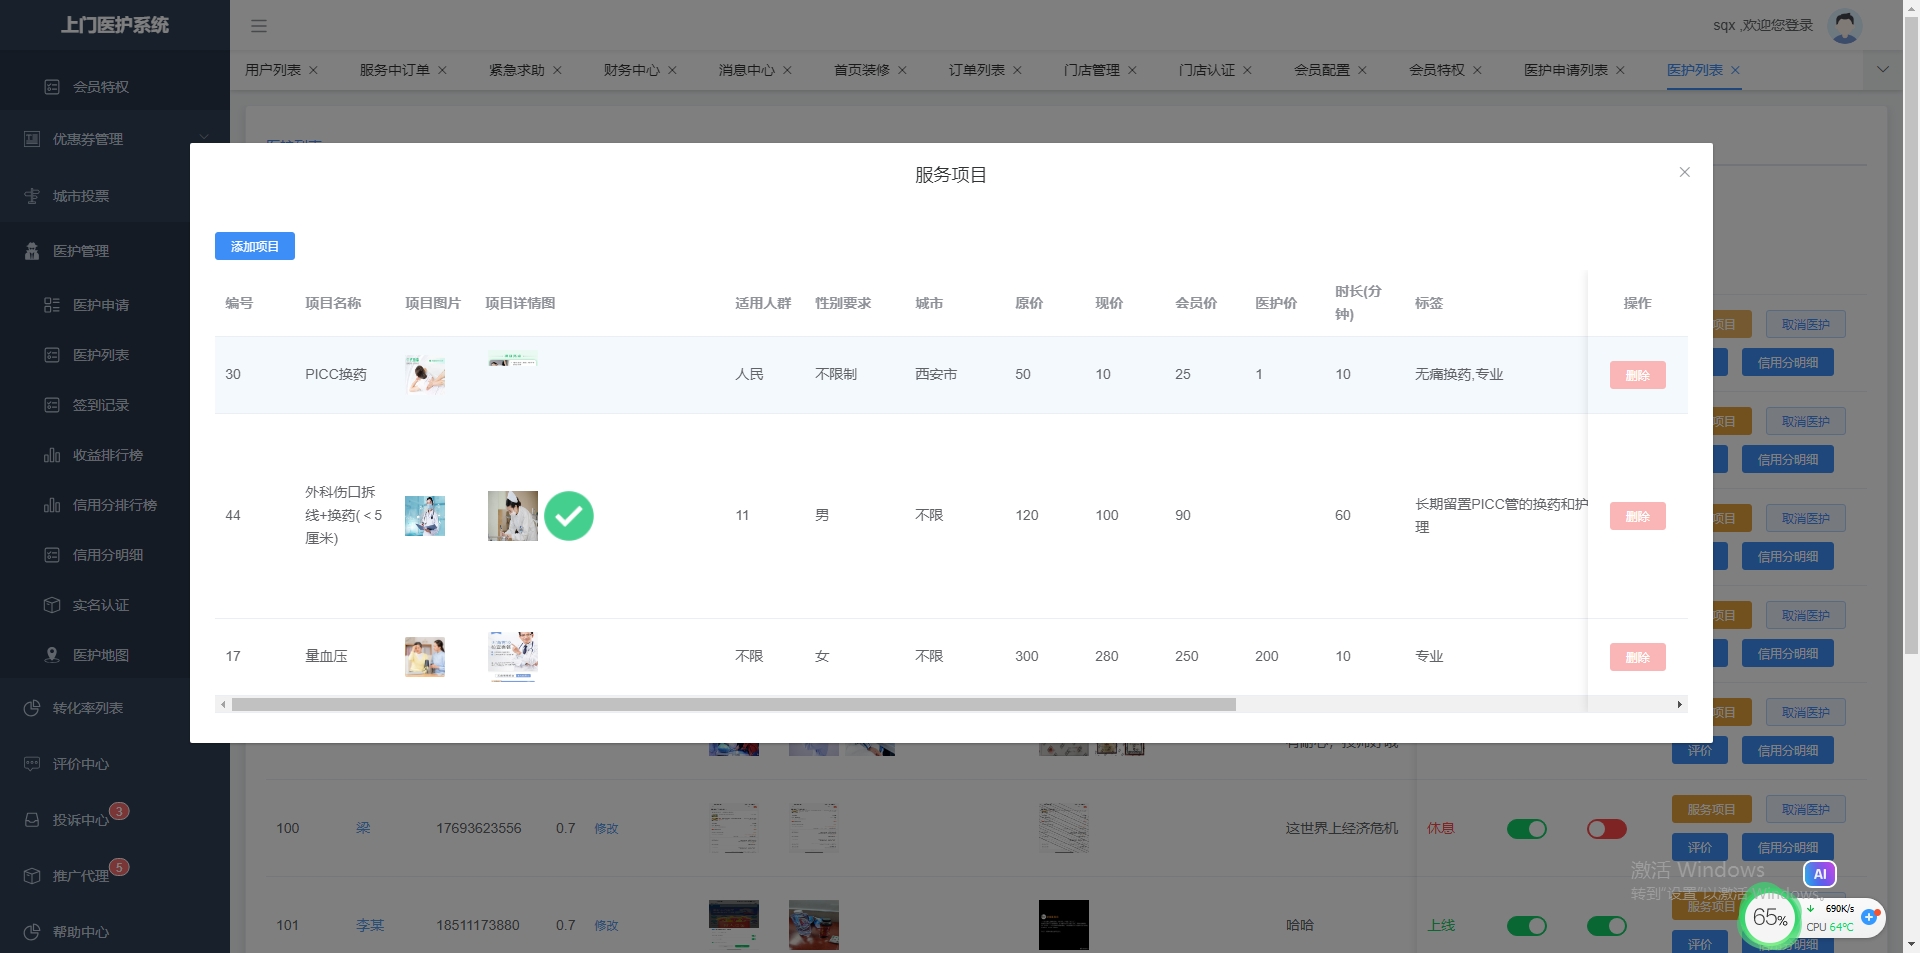 上门医护系统
sqx ,欢迎您登录
用户列表
服务中订单
紧急求助
财务中心
消息中心
首页装修
订单列表
门店管理
门店认证
会员配置
会员特权
医护申请列表
医护列表
会员特权
优惠券管理
城市投票
医护管理
医护申请
医护列表
签到记录
收益排行榜
信用分排行榜
信用分明细
实名认证
医护地图
转化率列表
评价中心
投诉中心 3
推广代理 5
帮助中心
服务项目
添加项目
编号 项目名称 项目图片 项目详情图 适用人群 性别要求 城市 原价 现价 会员价 医护价 时长(分钟) 标签 操作
30 PICC换药 人民 不限制 西安市 50 10 25 1 10 无痛换药,专业 删除
44 外科伤口拆线+换药(<5厘米) 11 男 不限 120 100 90 60 长期留置PICC管的换药和护理 删除
17 量血压 不限 女 不限 300 280 250 200 10 专业 删除
项目 取消医护
信用分明细
项目 取消医护
信用分明细
项目 取消医护
信用分明细
项目 取消医护
信用分明细
项目 取消医护
评价 信用分明细
100 梁 17693623556 0.7 修改 这世界上经济危机 休息 服务项目 取消医护
评价 信用分明细
101 李某 18511173880 0.7 修改 哈哈 上线 服务项目
评价 明细
激活 Windows
转到"设置"以激活 Windows。
AI
65%
690K/s
CPU 64℃